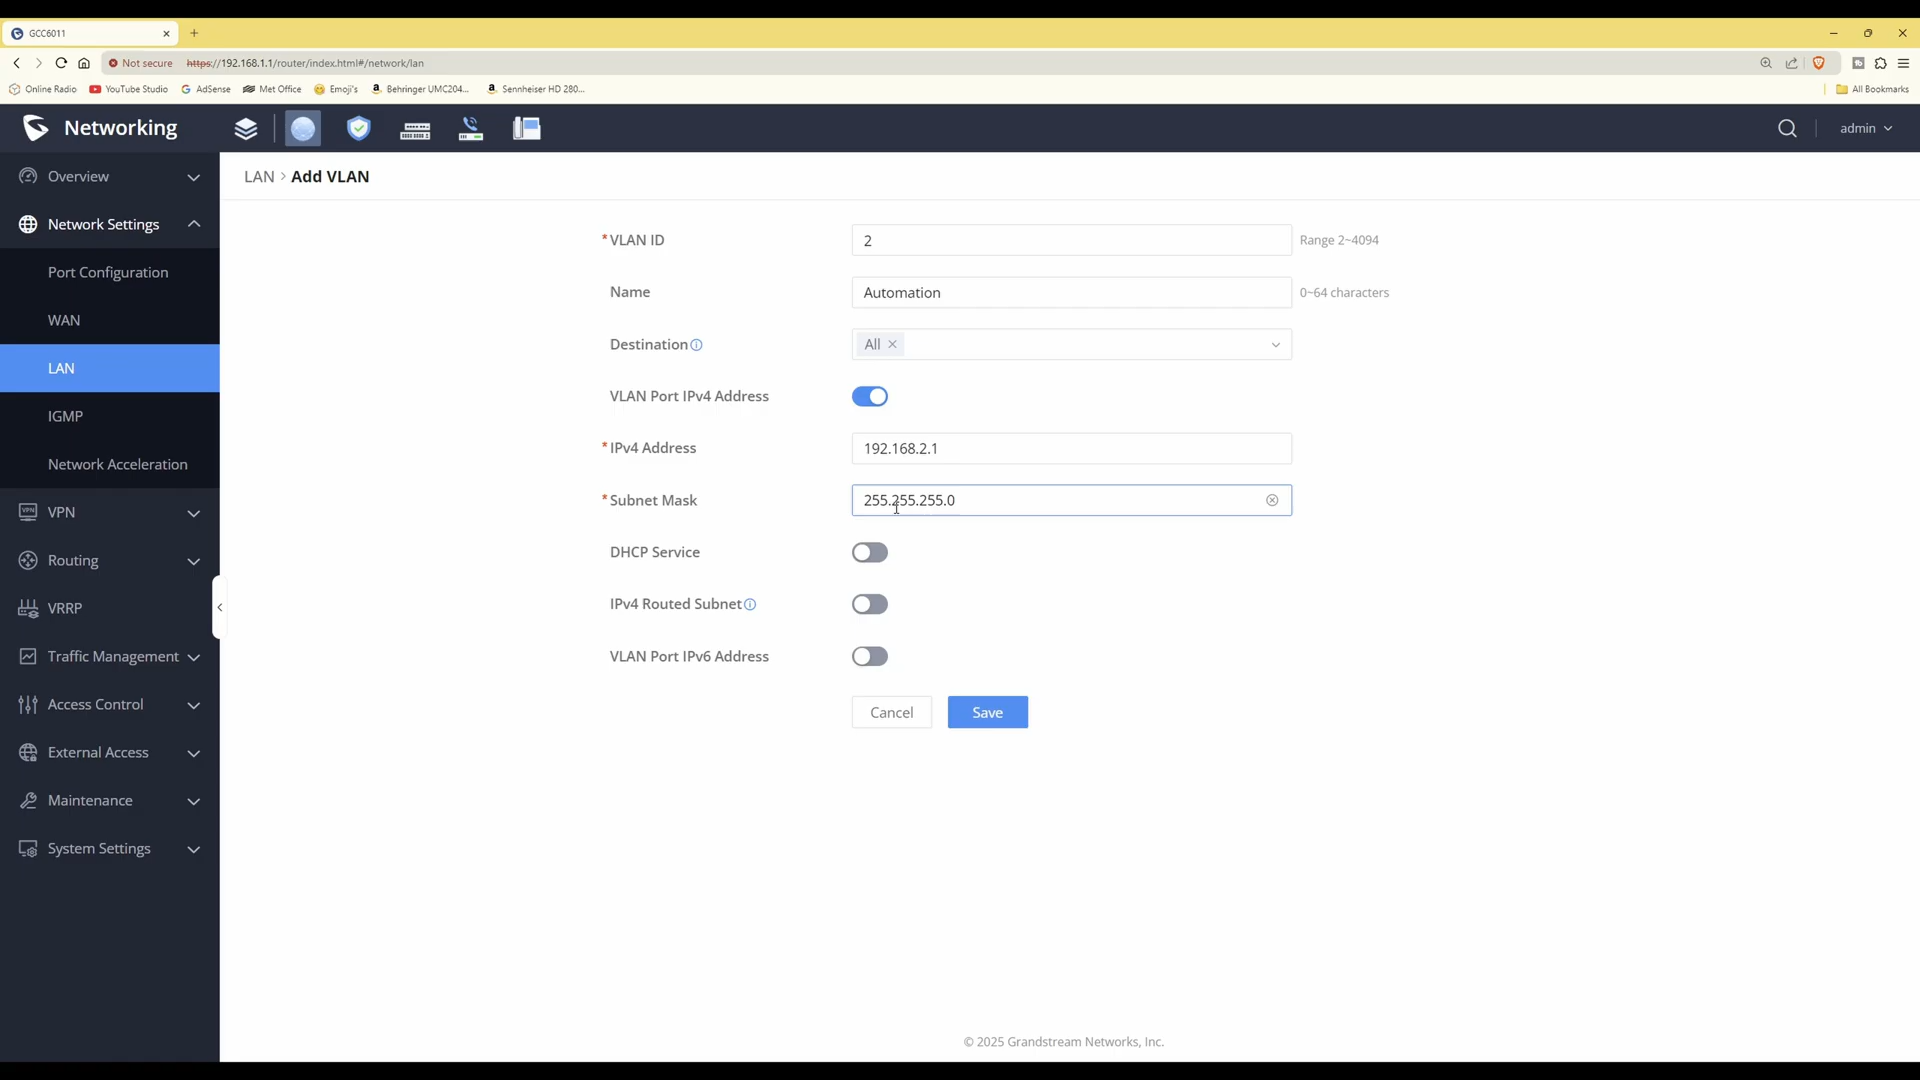 GCC6011
Not secure https://192.168.1.1/router/index.html#/network/lan
Online Radio YouTube Studio AdSense Met Office Emoji's Behringer UMC204... Sennheiser HD 280... All Bookmarks
Networking admin
Overview
Network Settings
Port Configuration
WAN
LAN
IGMP
Network Acceleration
VPN
Routing
VRRP
Traffic Management
Access Control
External Access
Maintenance
System Settings
LAN > Add VLAN
*VLAN ID 2 Range 2~4094
Name Automation 0~64 characters
Destination All
VLAN Port IPv4 Address
*IPv4 Address 192.168.2.1
*Subnet Mask 255.255.255.0
DHCP Service
IPv4 Routed Subnet
VLAN Port IPv6 Address
Cancel Save
© 2025 Grandstream Networks, Inc.